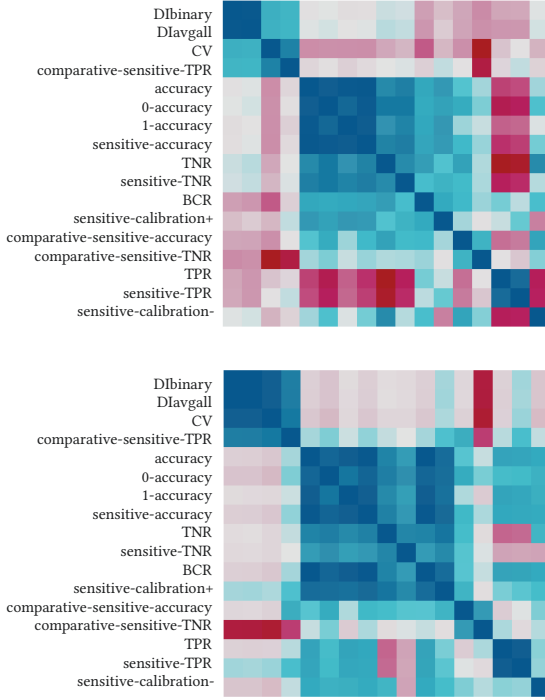 DIbinary
DIavgall
CV
comparative-sensitive-TPR
accuracy
0-accuracy
1-accuracy
sensitive-accuracy
TNR
sensitive-TNR
BCR
sensitive-calibration+
comparative-sensitive-accuracy
comparative-sensitive-TNR
TPR
sensitive-TPR
sensitive-calibration-
DIbinary
DIavgall
CV
comparative-sensitive-TPR
accuracy
0-accuracy
1-accuracy
sensitive-accuracy
TNR
sensitive-TNR
BCR
sensitive-calibration+
comparative-sensitive-accuracy
comparative-sensitive-TNR
TPR
sensitive-TPR
sensitive-calibration-